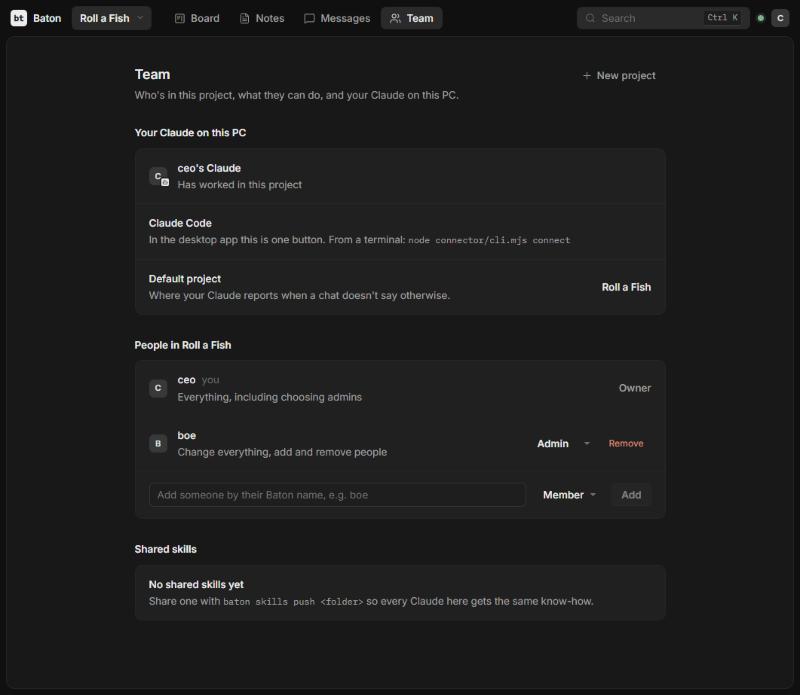 bt Baton Roll a Fish Board Notes Messages Team Search Ctrl K C
Team
+ New project
Who's in this project, what they can do, and your Claude on this PC.
Your Claude on this PC
C
ceo's Claude
Has worked in this project
Claude Code
In the desktop app this is one button. From a terminal: node connector/cli.mjs connect
Default project
Where your Claude reports when a chat doesn't say otherwise.
Roll a Fish
People in Roll a Fish
C
ceo you
Everything, including choosing admins
Owner
B
boe
Change everything, add and remove people
Admin Remove
Add someone by their Baton name, e.g. boe Member Add
Shared skills
No shared skills yet
Share one with baton skills push <folder> so every Claude here gets the same know-how.